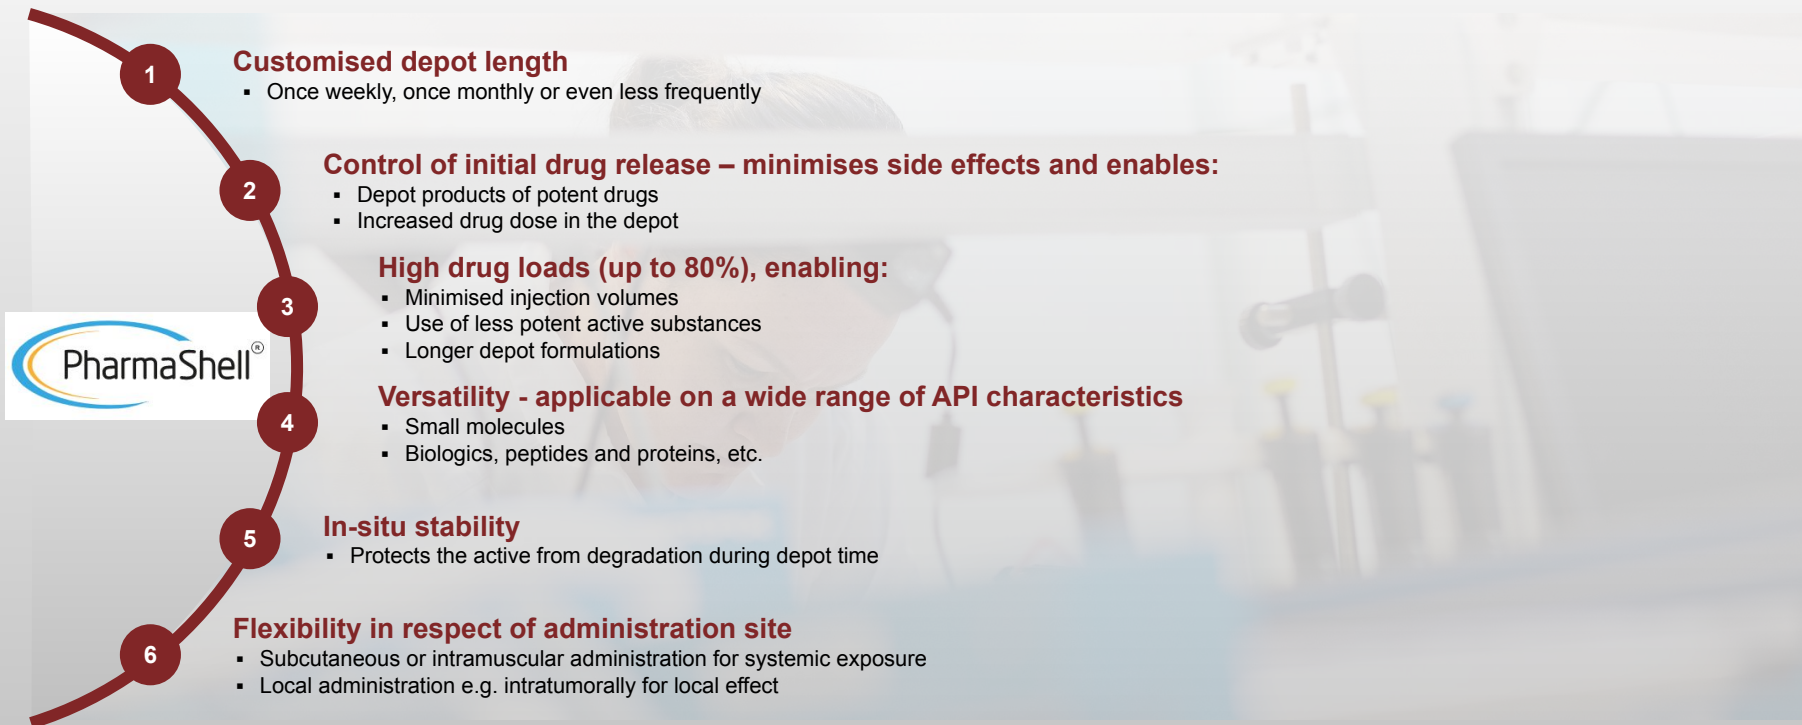 1
Customised depot length
▪ Once weekly, once monthly or even less frequently
2
Control of initial drug release – minimises side effects and enables:
▪ Depot products of potent drugs
▪ Increased drug dose in the depot
3
High drug loads (up to 80%), enabling:
▪ Minimised injection volumes
▪ Use of less potent active substances
▪ Longer depot formulations
PharmaShell®
4
Versatility - applicable on a wide range of API characteristics
▪ Small molecules
▪ Biologics, peptides and proteins, etc.
5
In-situ stability
▪ Protects the active from degradation during depot time
6
Flexibility in respect of administration site
▪ Subcutaneous or intramuscular administration for systemic exposure
▪ Local administration e.g. intratumorally for local effect